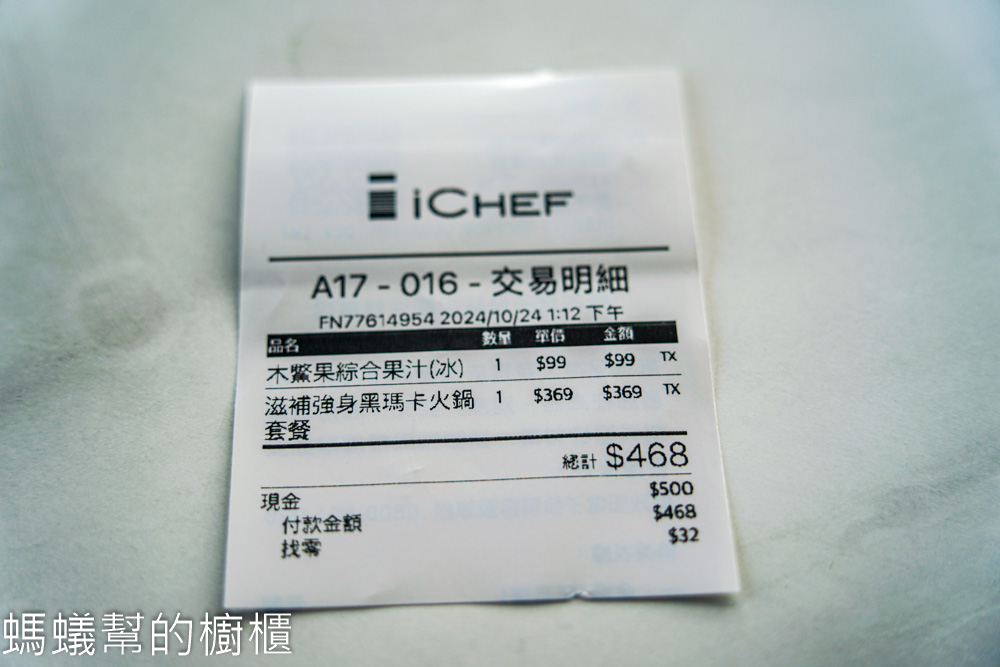 iCHEF
A17 - 016 - 交易明細
FN77614954 2024/10/24 1:12 下午
品名 數量 單價 金額
木鱉果綜合果汁(冰) 1 $99 $99 TX
滋補強身黑瑪卡火鍋 1 $369 $369 TX
套餐
總計 $468
現金 $500
付款金額 $468
找零 $32
螞蟻幫的櫥櫃